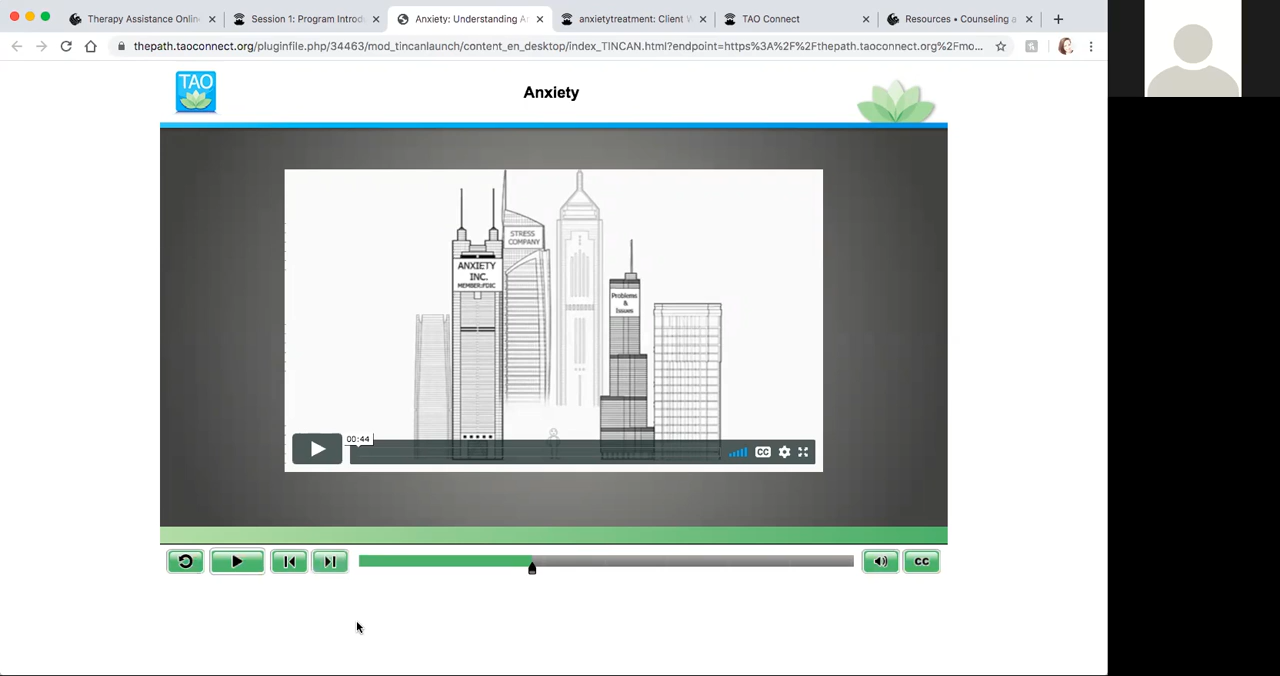 Therapy Assistance Onlin
Session 1: Program Introd
Anxiety: Understanding A
anxietytreatment: Client W
TAO Connect
Resources • Counseling a
thepath.taoconnect.org/pluginfile.php/34463/mod_tincanlaunch/content_en_desktop/index_TINCAN.html?endpoint=https%3A%2F%2Fthepath.taoconnect.org%2Fmo...
TAO
Anxiety
STRESS
COMPANY
ANXIETY
INC.
MEMBER:FDIC
Problems
&
Issues
00:44
CC
CC